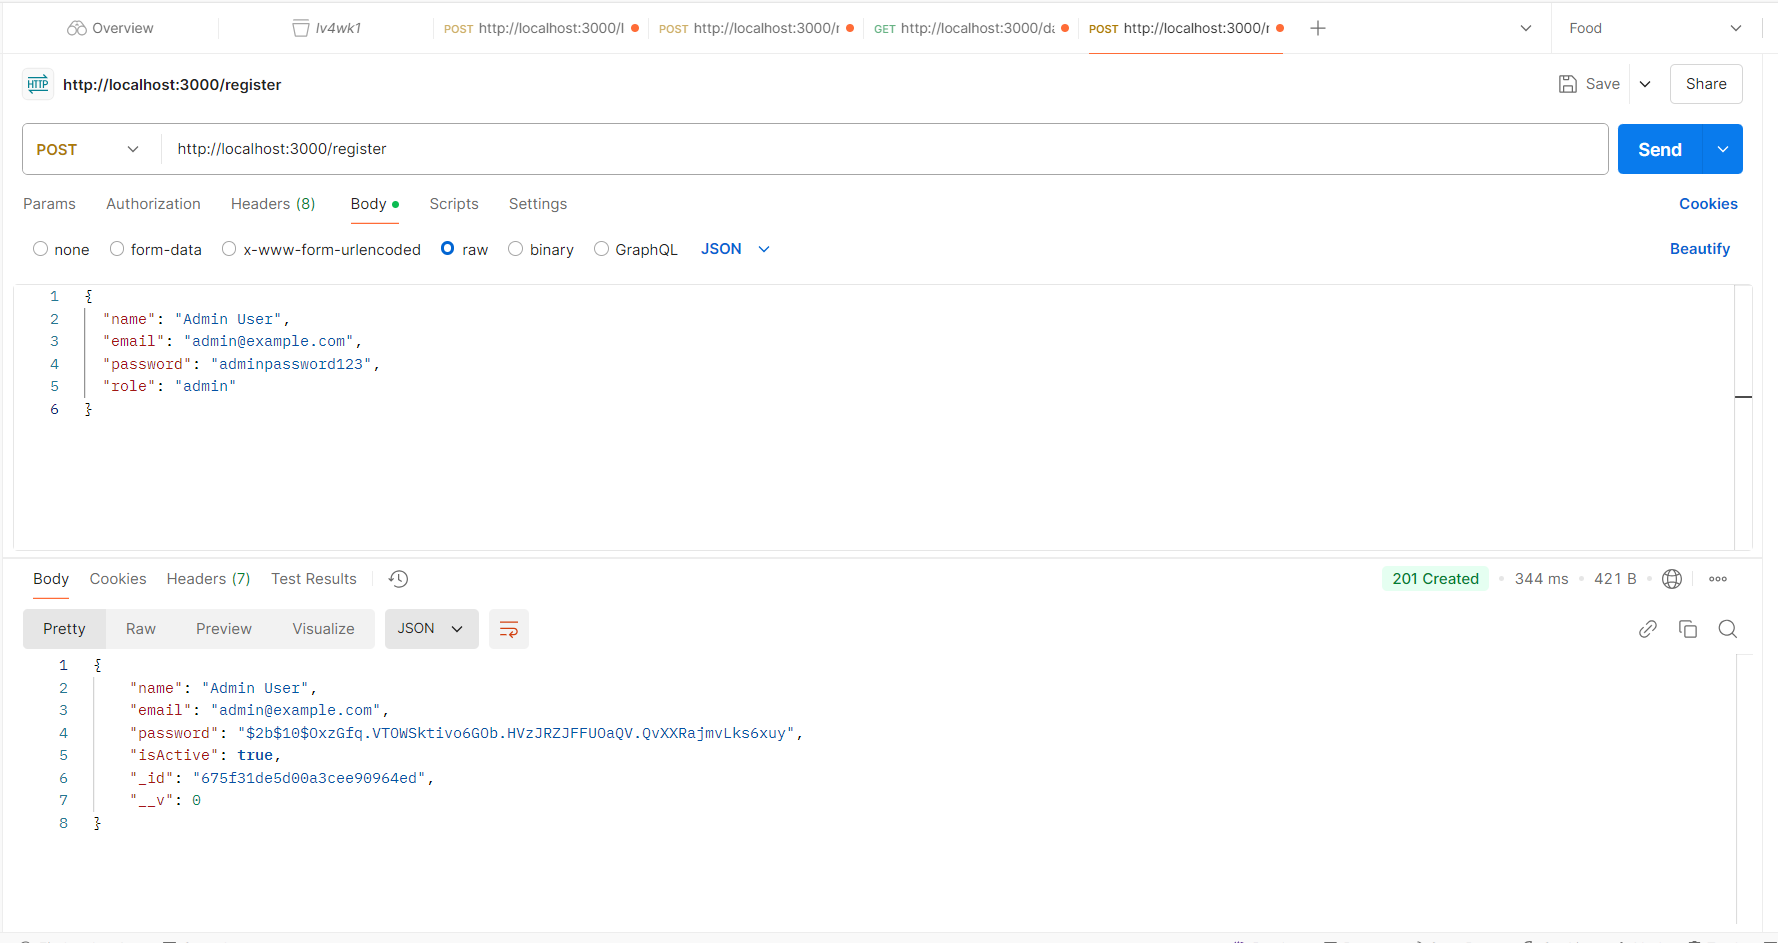 Overview lv4wk1 POST http://localhost:3000/l POST http://localhost:3000/r GET http://localhost:3000/da POST http://localhost:3000/r Food
HTTP http://localhost:3000/register Save Share
POST http://localhost:3000/register Send
Params Authorization Headers (8) Body Scripts Settings Cookies
none form-data x-www-form-urlencoded raw binary GraphQL JSON Beautify
1 {
2 "name": "Admin User",
3 "email": "admin@example.com",
4 "password": "adminpassword123",
5 "role": "admin"
6 }
Body Cookies Headers (7) Test Results 201 Created 344 ms 421 B
Pretty Raw Preview Visualize JSON
1 {
2 "name": "Admin User",
3 "email": "admin@example.com",
4 "password": "$2b$10$OxzGfq.VTOWSktivo6GOb.HVzJRZJFFUOaQV.QvXXRajmvLks6xuy",
5 "isActive": true,
6 "_id": "675f31de5d00a3cee90964ed",
7 "__v": 0
8 }